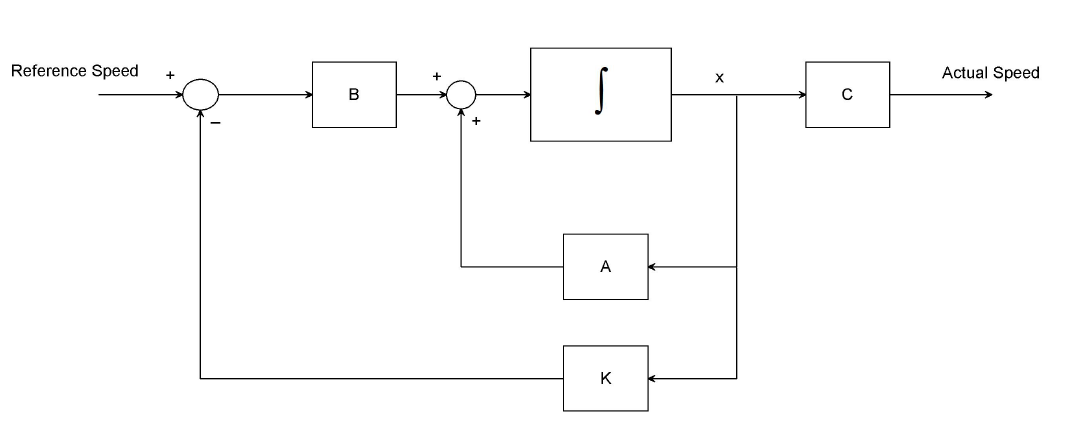 Reference Speed
+
−
B
+
+
∫
x
C
Actual Speed
A
K